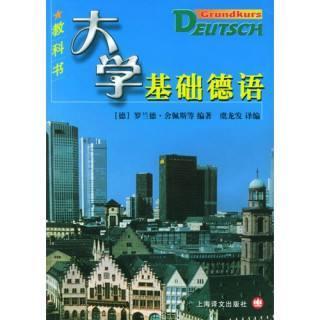 ★教科书
Grundkurs
DEUTSCH
大学
基础德语
［德］罗兰德·舍佩斯等 编著 虞龙发 译编
上海译文出版社